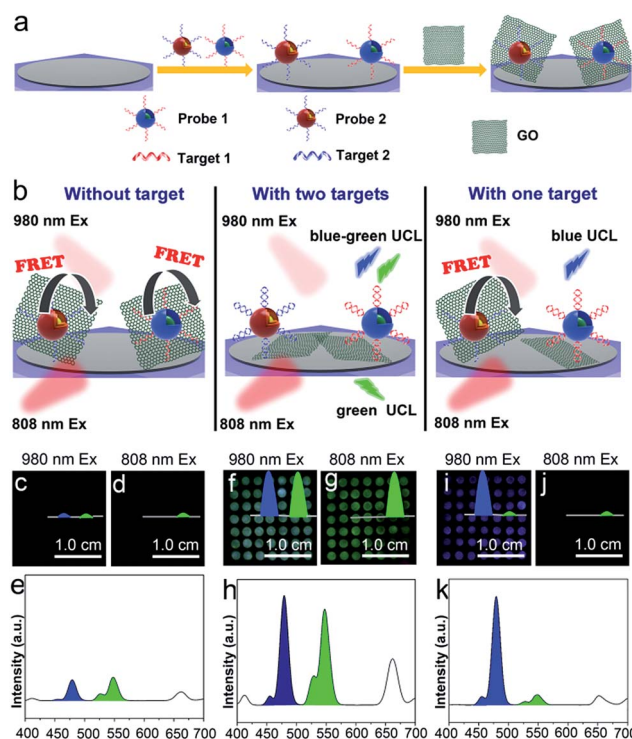 a
Probe 1
Probe 2
GO
Target 1
Target 2
b
Without target
With two targets
With one target
980 nm Ex
980 nm Ex
980 nm Ex
blue-green UCL
blue UCL
FRET
FRET
FRET
808 nm Ex
808 nm Ex
green UCL
808 nm Ex
980 nm Ex
808 nm Ex
980 nm Ex
808 nm Ex
980 nm Ex
808 nm Ex
c
d
f
g
i
j
1.0 cm
1.0 cm
1.0 cm
1.0 cm
1.0 cm
1.0 cm
e
h
k
Intensity (a.u.)
Intensity (a.u.)
Intensity (a.u.)
400 450 500 550 600 650 700
400 450 500 550 600 650 700
400 450 500 550 600 650 700